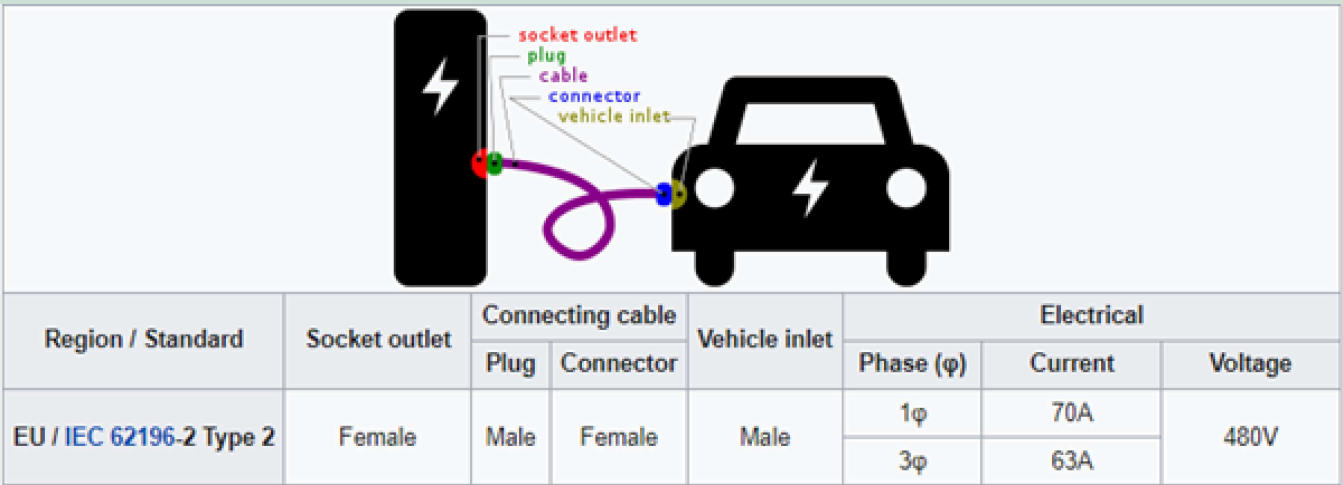 socket outlet
plug
cable
connector
vehicle inlet
Region / Standard
Socket outlet
Connecting cable
Vehicle inlet
Electrical
Plug
Connector
Phase (φ)
Current
Voltage
EU / IEC 62196-2 Type 2
Female
Male
Female
Male
1φ
70A
480V
3φ
63A